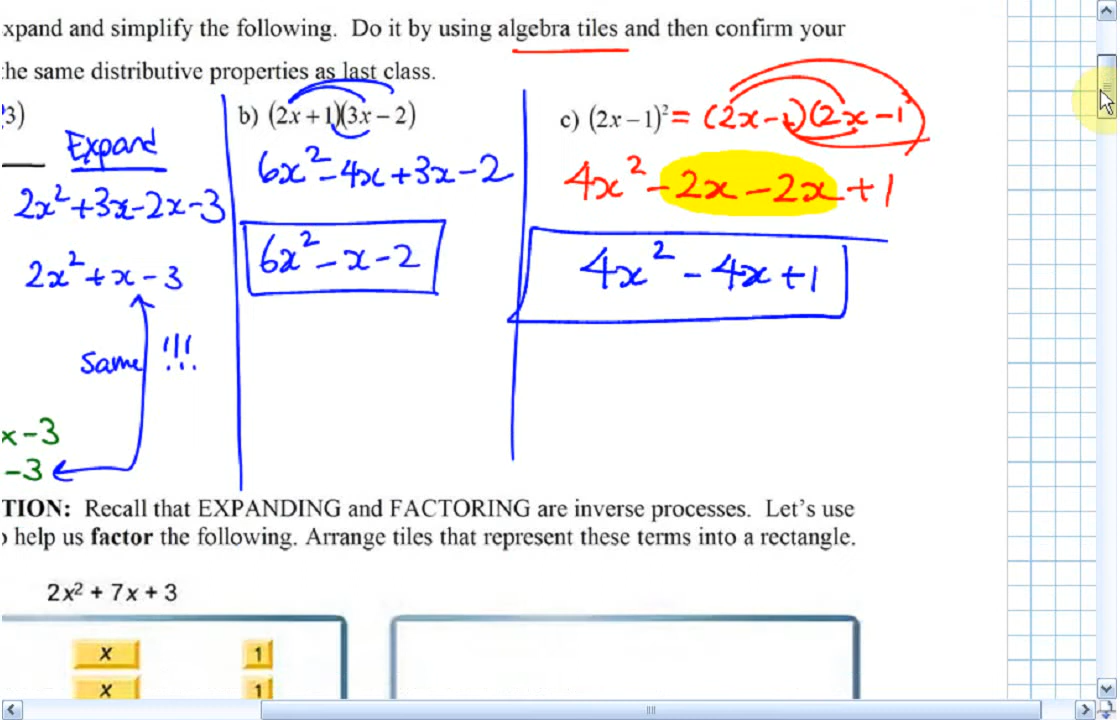 xpand and simplify the following. Do it by using algebra tiles and then confirm your
he same distributive properties as last class.
3)
Expand
2x²+3x-2x-3
2x²+x-3
Same !!!
x-3
-3
b) (2x+1)(3x-2)
6x²-4x+3x-2
6x²-x-2
c) (2x-1)² = (2x-1)(2x-1)
4x²-2x-2x+1
4x²-4x+1
TION: Recall that EXPANDING and FACTORING are inverse processes. Let's use
help us factor the following. Arrange tiles that represent these terms into a rectangle.
2x² + 7x + 3
x 1
x 1